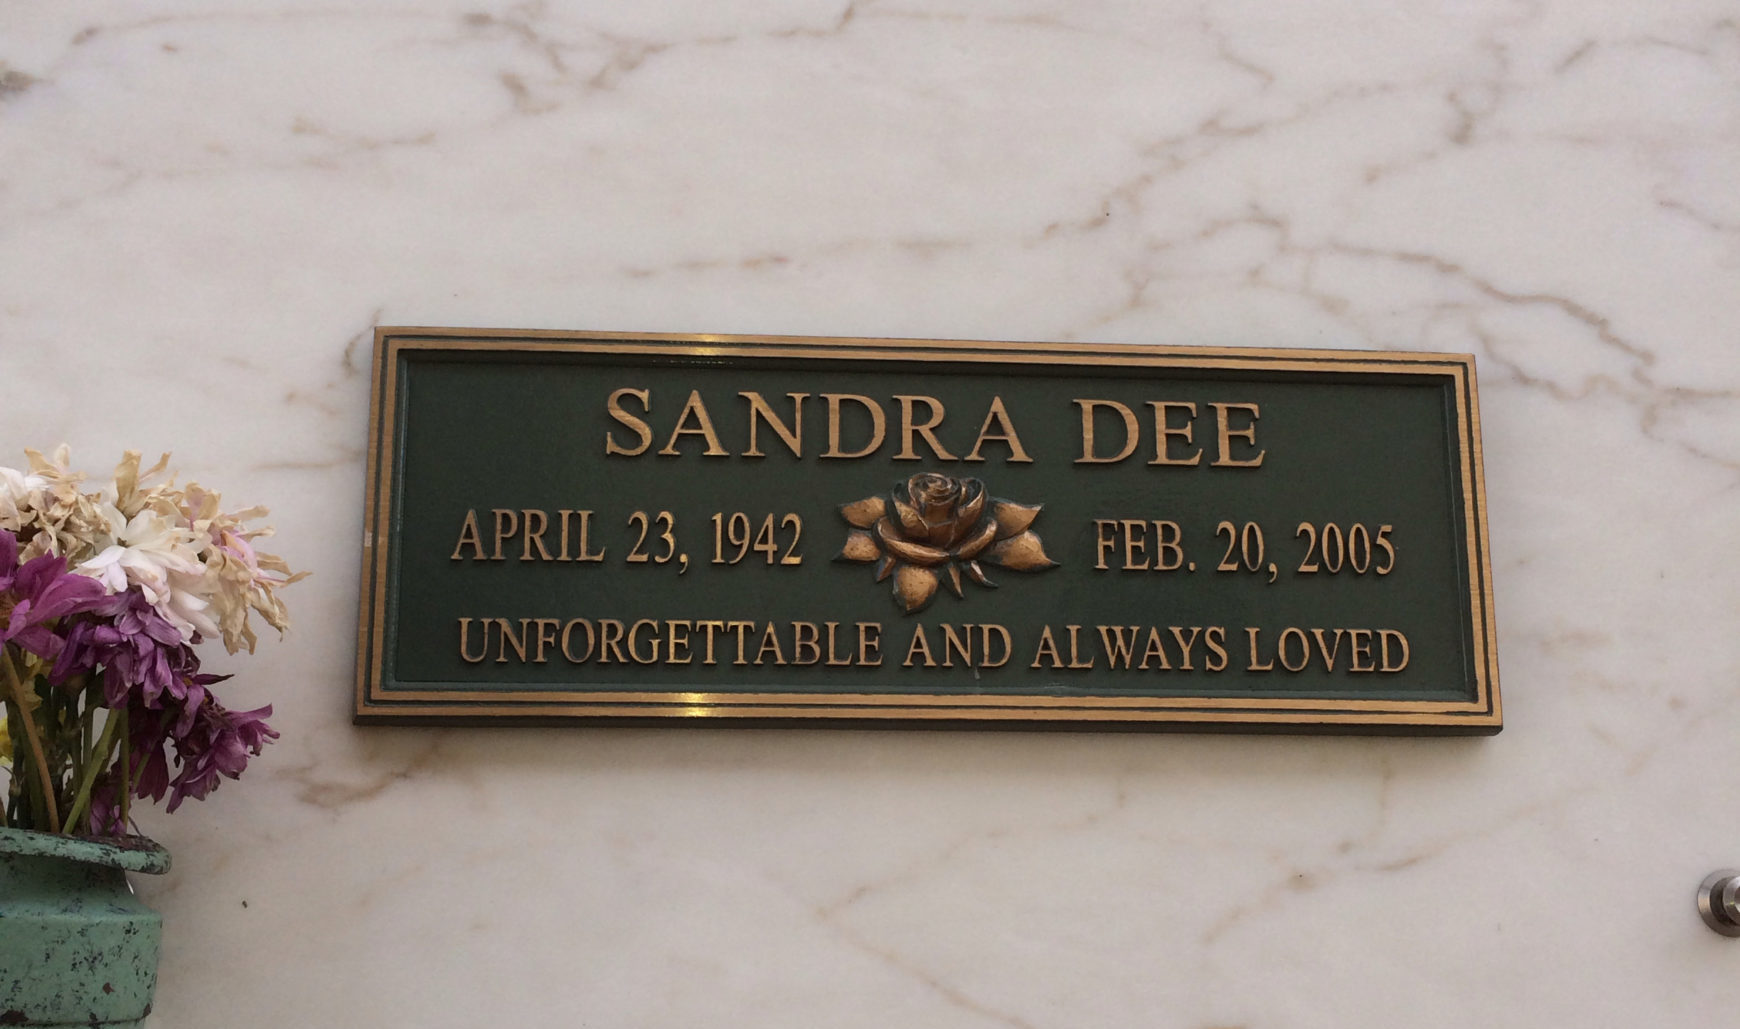 SANDRA DEE
APRIL 23, 1942 FEB. 20, 2005
UNFORGETTABLE AND ALWAYS LOVED